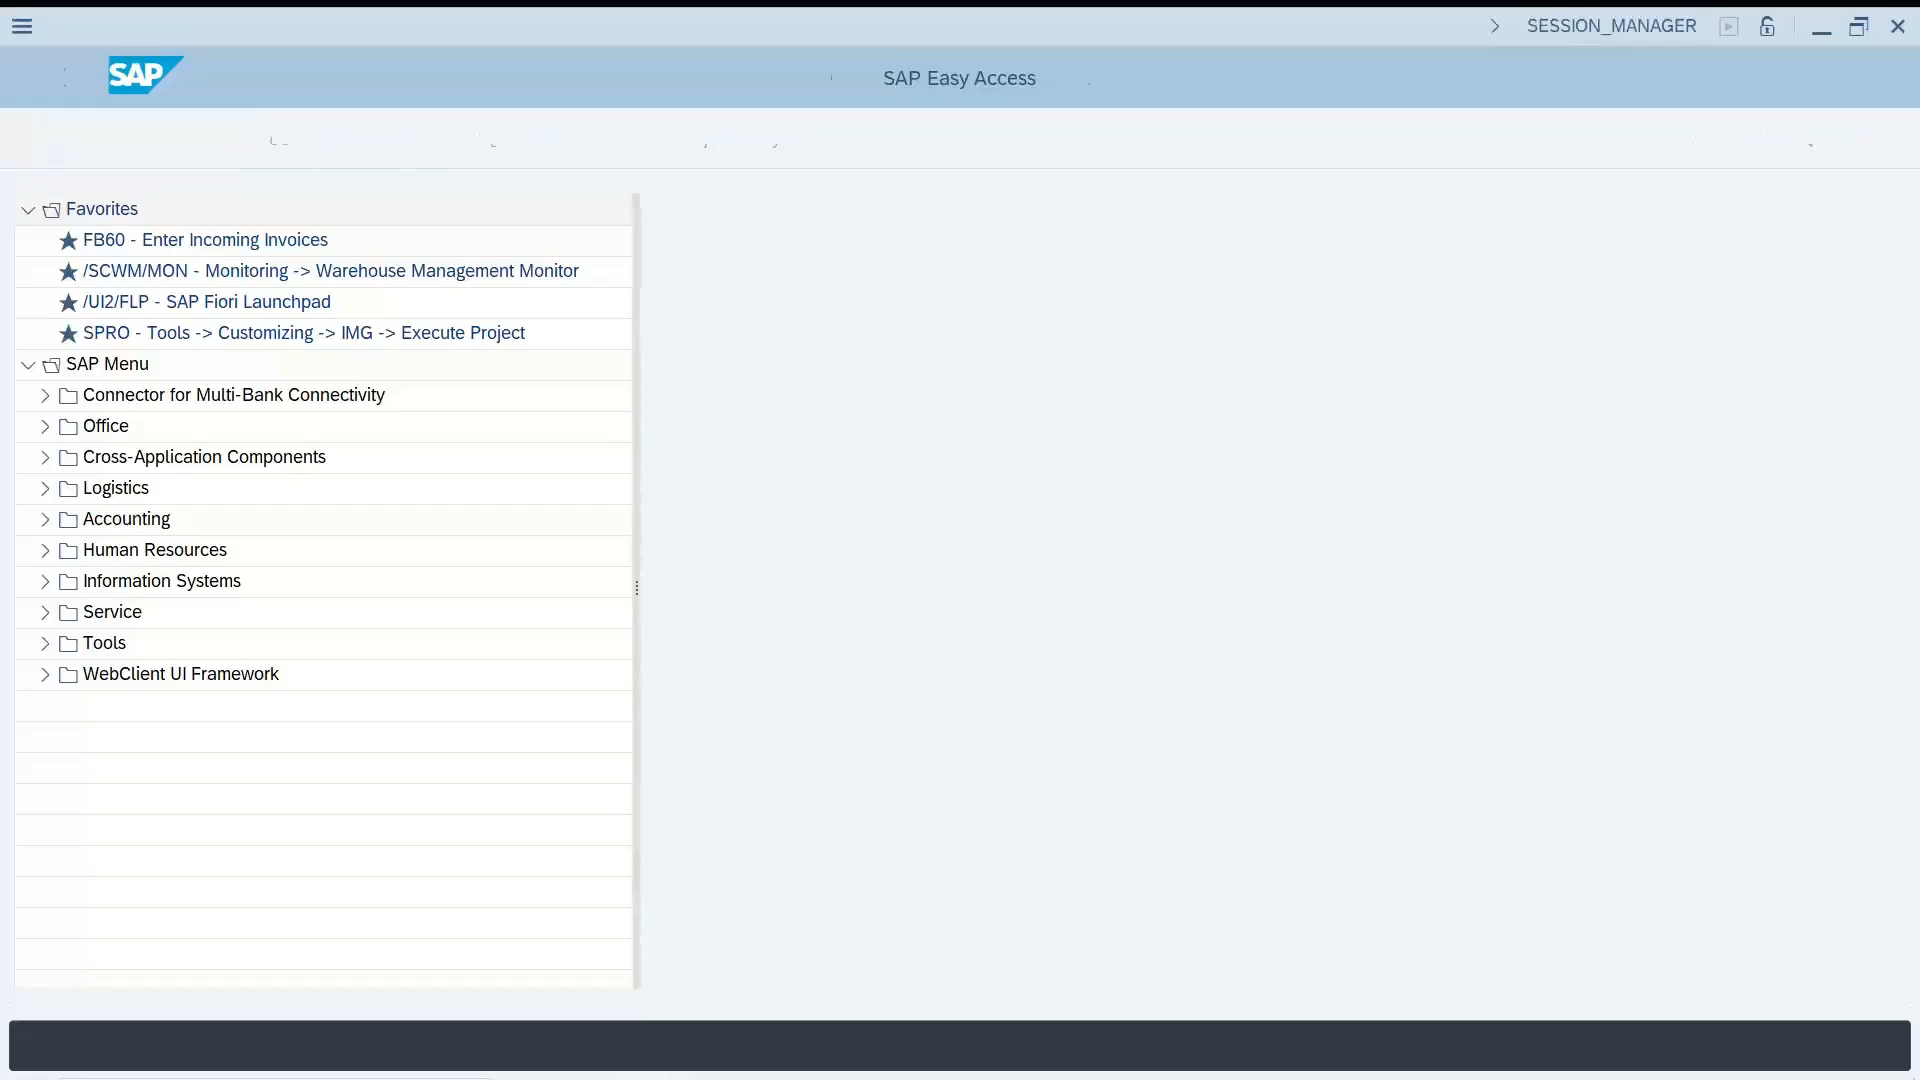 SESSION_MANAGER
SAP
SAP Easy Access
Favorites
FB60 - Enter Incoming Invoices
/SCWM/MON - Monitoring -> Warehouse Management Monitor
/UI2/FLP - SAP Fiori Launchpad
SPRO - Tools -> Customizing -> IMG -> Execute Project
SAP Menu
Connector for Multi-Bank Connectivity
Office
Cross-Application Components
Logistics
Accounting
Human Resources
Information Systems
Service
Tools
WebClient UI Framework